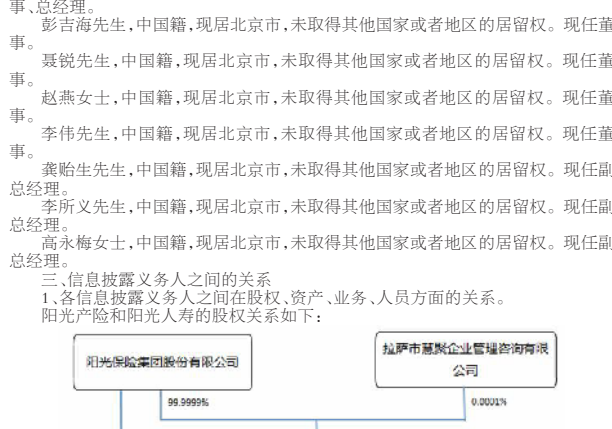 事、总经理。
彭吉海先生,中国籍,现居北京市,未取得其他国家或者地区的居留权。现任董
事。
聂锐先生,中国籍,现居北京市,未取得其他国家或者地区的居留权。现任董
事。
赵燕女士,中国籍,现居北京市,未取得其他国家或者地区的居留权。现任董
事。
李伟先生,中国籍,现居北京市,未取得其他国家或者地区的居留权。现任董
事。
龚贻生先生,中国籍,现居北京市,未取得其他国家或者地区的居留权。现任副
总经理。
李所义先生,中国籍,现居北京市,未取得其他国家或者地区的居留权。现任副
总经理。
高永梅女士,中国籍,现居北京市,未取得其他国家或者地区的居留权。现任副
总经理。
三、信息披露义务人之间的关系
1、各信息披露义务人之间在股权、资产、业务、人员方面的关系。
阳光产险和阳光人寿的股权关系如下:
阳光保险集团股份有限公司
拉萨市慧聚企业管理咨询有限
公司
99.9999%
0.0001%